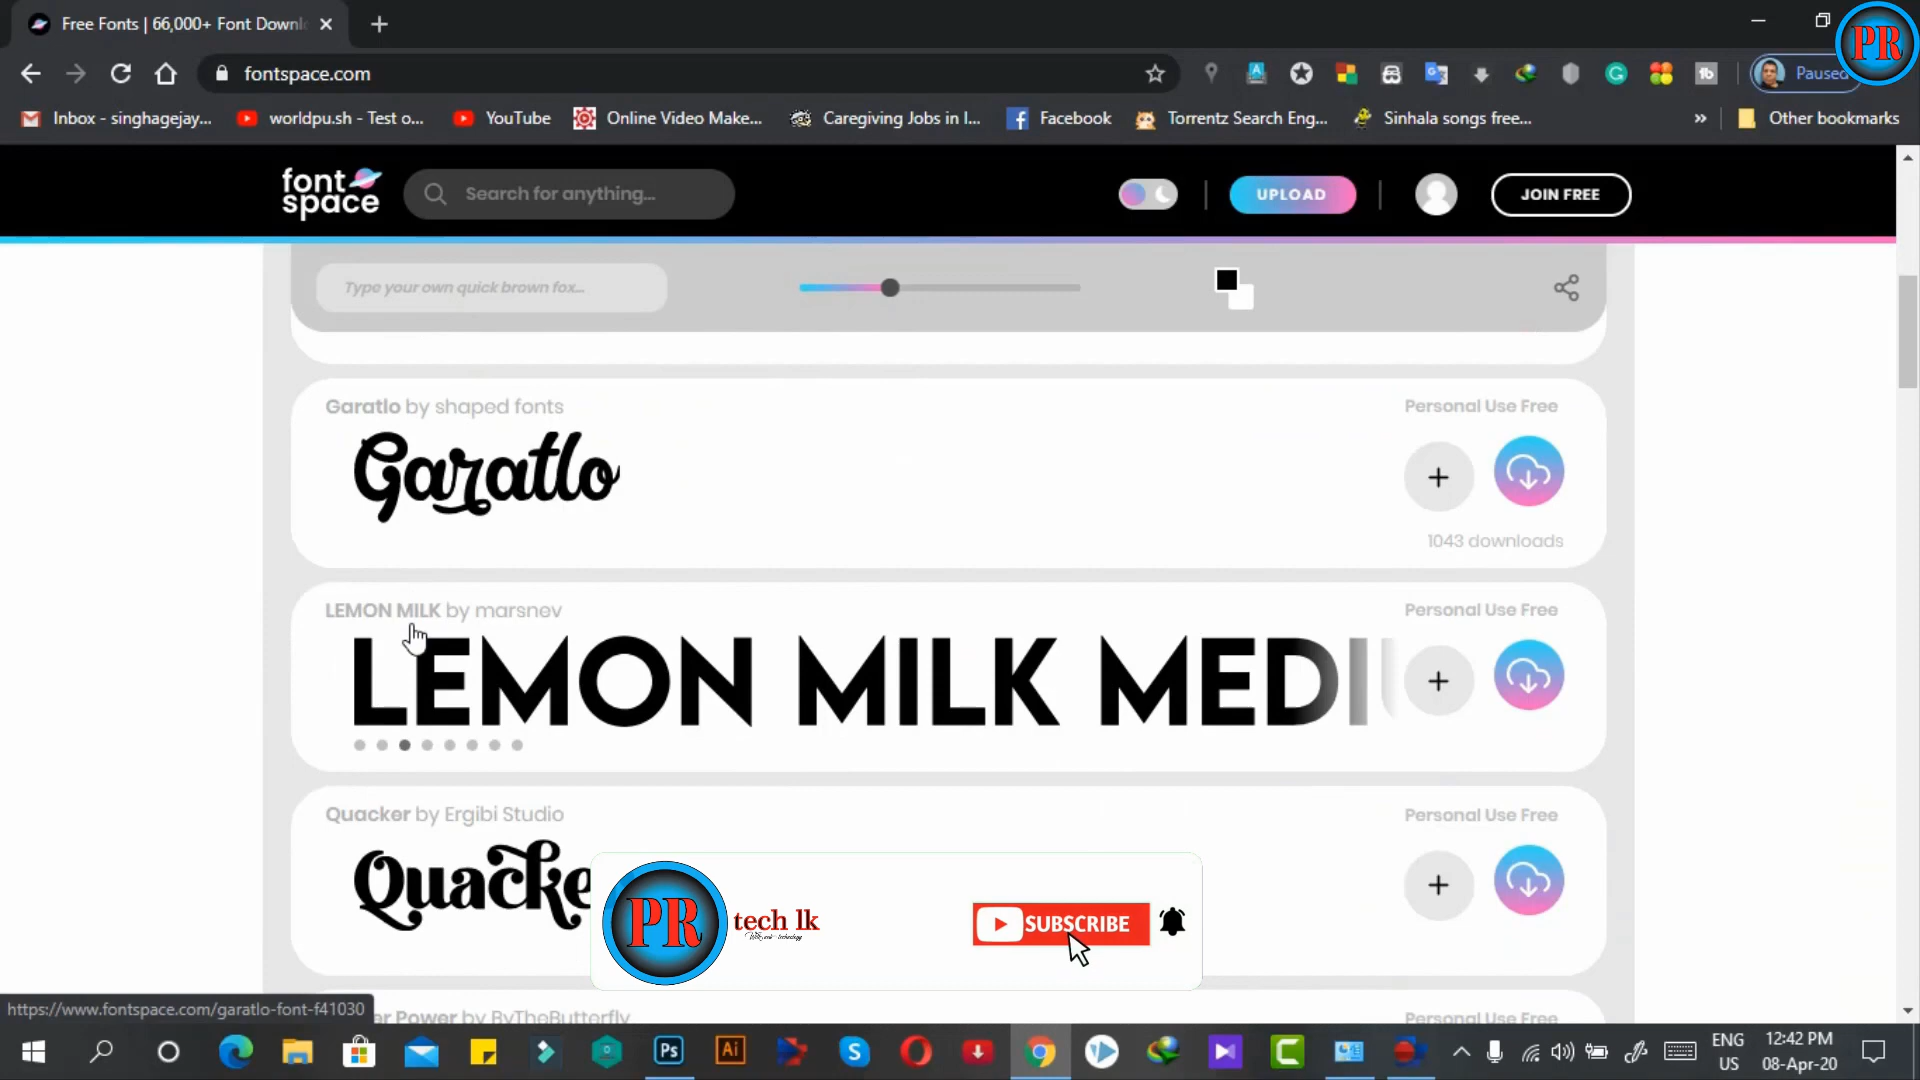 Free Fonts | 66,000+ Font Downl
PR
fontspace.com
Paused
Inbox - singhagejay...
worldpu.sh - Test o...
YouTube
Online Video Make...
Caregiving Jobs in I...
Facebook
Torrentz Search Eng...
Sinhala songs free...
»
Other bookmarks
font space
Search for anything...
UPLOAD
JOIN FREE
Type your own quick brown fox...
Garatlo by shaped fonts
Personal Use Free
Garatlo
1043 downloads
LEMON MILK by marsnev
Personal Use Free
LEMON MILK MEDI
Quacker by Ergibi Studio
Personal Use Free
Quacke
PR
tech lk
SUBSCRIBE
https://www.fontspace.com/garatlo-font-f41030
er Power by ByTheButterfly
Personal Use Free
Ps
Ai
ENG
US
12:42 PM
08-Apr-20